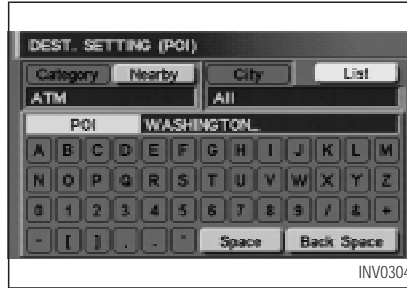 DEST. SETTING (POI)
Category Nearby City List
ATM All
POI WASHINGTON_
A B C D E F G H I J K L M
N O P Q R S T U V W X Y Z
0 1 2 3 4 5 6 7 8 9 / & +
- [ ] , . ' Space Back Space
INV0304